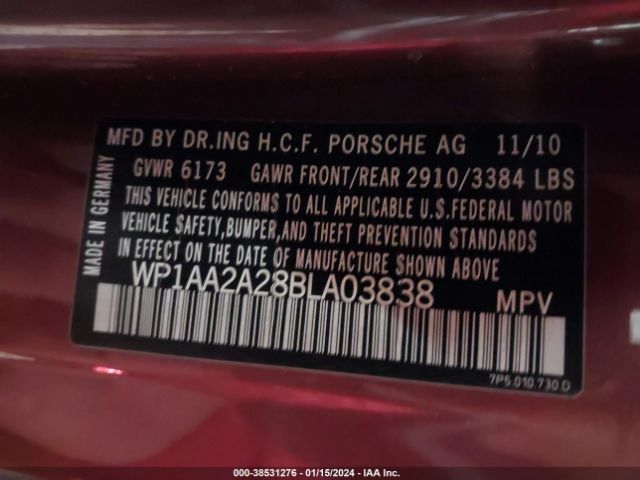 MFD BY DR.ING H.C.F. PORSCHE AG 11/10
GVWR 6173 GAWR FRONT/REAR 2910/3384 LBS
THIS VEHICLE CONFORMS TO ALL APPLICABLE U.S.FEDERAL MOTOR
VEHICLE SAFETY,BUMPER,AND THEFT PREVENTION STANDARDS
IN EFFECT ON THE DATE OF MANUFACTURE SHOWN ABOVE
WP1AA2A28BLA03838 MPV
MADE IN GERMANY
7P5.010.730.D
000-38531276 - 01/15/2024 - IAA Inc.